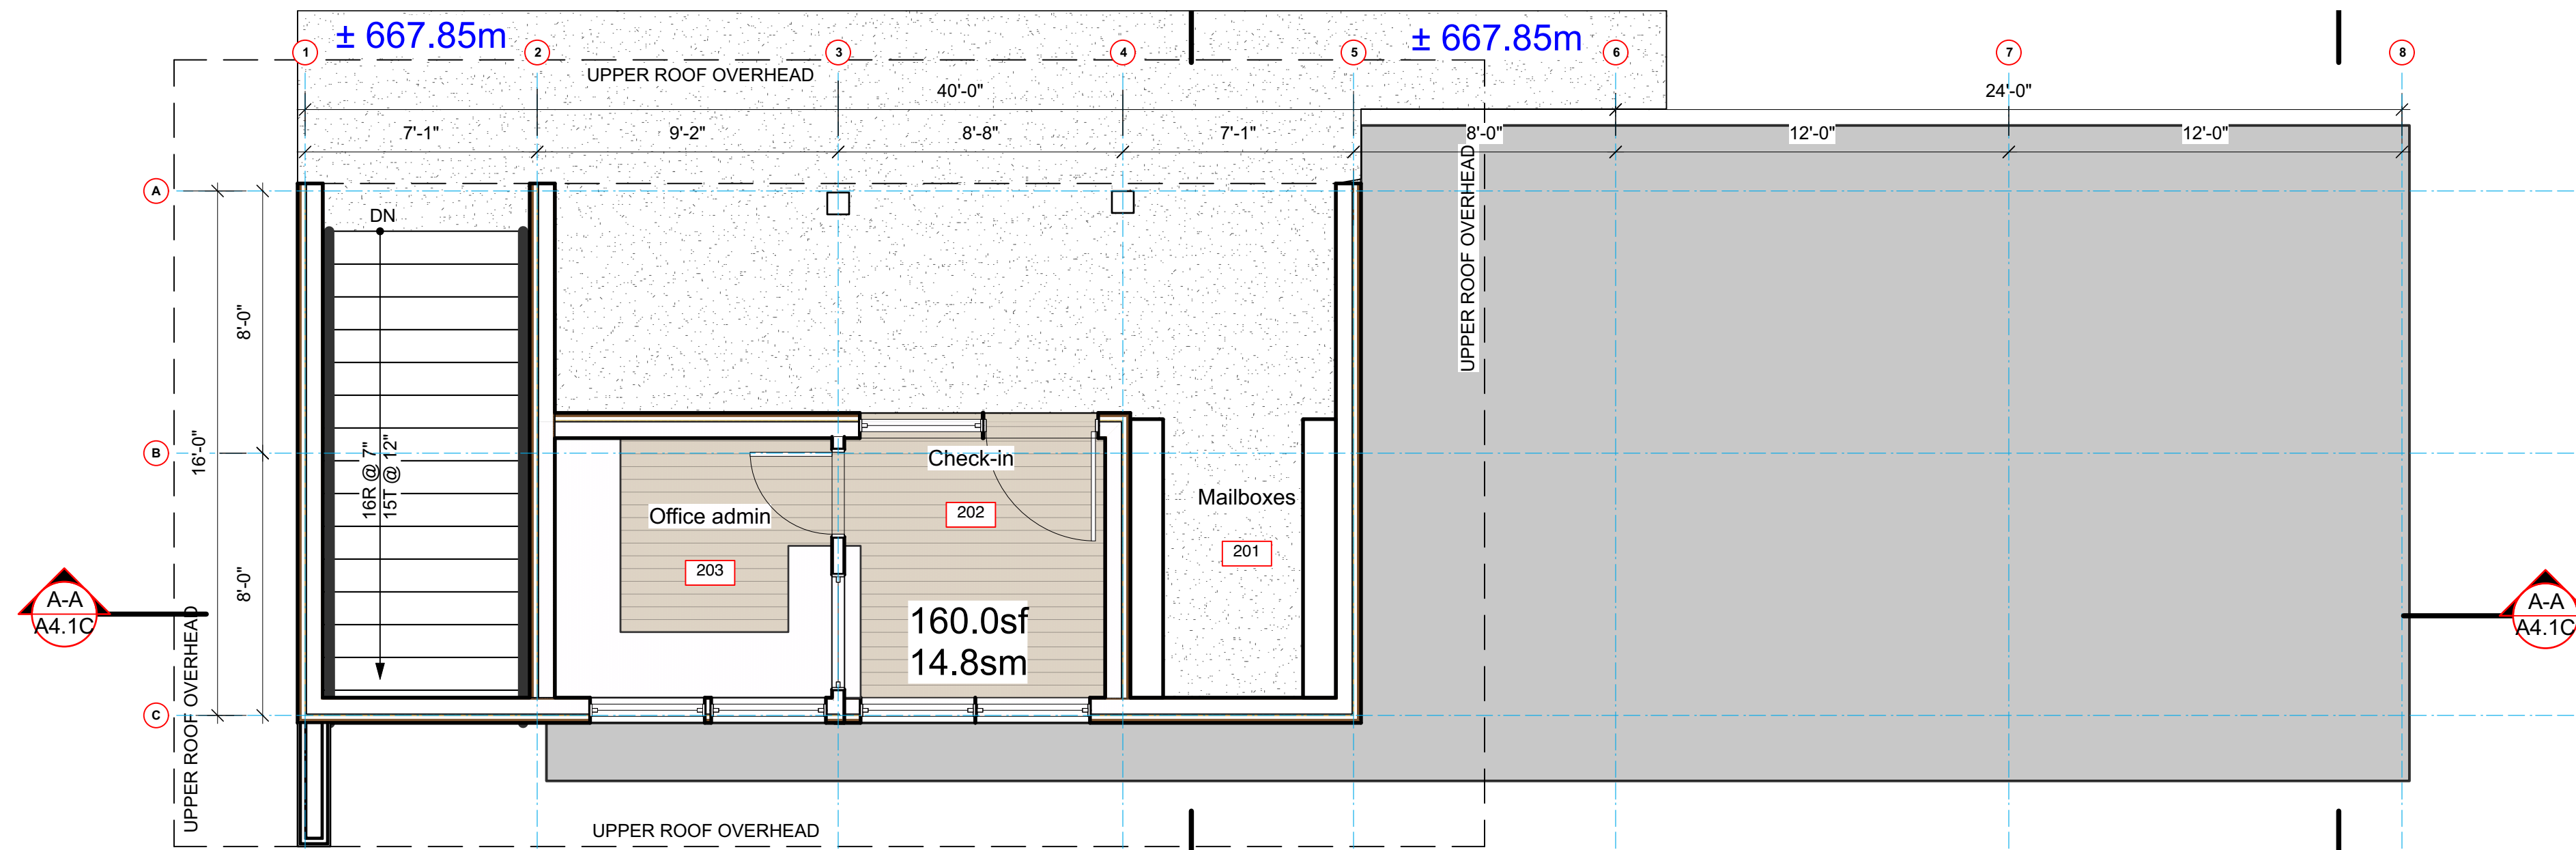 ± 667.85m
± 667.85m
1
2
3
4
5
6
7
8
UPPER ROOF OVERHEAD
40'-0"
24'-0"
7'-1"
9'-2"
8'-8"
7'-1"
8'-0"
12'-0"
12'-0"
UPPER ROOF OVERHEAD
A
DN
8'-0"
16'-0"
B
16R @ 7"
15T @ 12"
Check-in
202
Office admin
203
Mailboxes
201
8'-0"
160.0sf
14.8sm
A-A
A4.1C
A-A
A4.1C
C
UPPER ROOF OVERHEAD
UPPER ROOF OVERHEAD